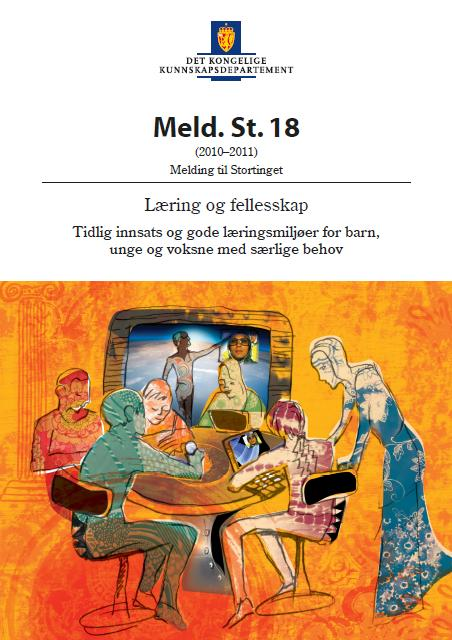 DET KONGELIGE
KUNNSKAPSDEPARTEMENT
Meld. St. 18
(2010–2011)
Melding til Stortinget
Læring og fellesskap
Tidlig innsats og gode læringsmiljøer for barn,
unge og voksne med særlige behov